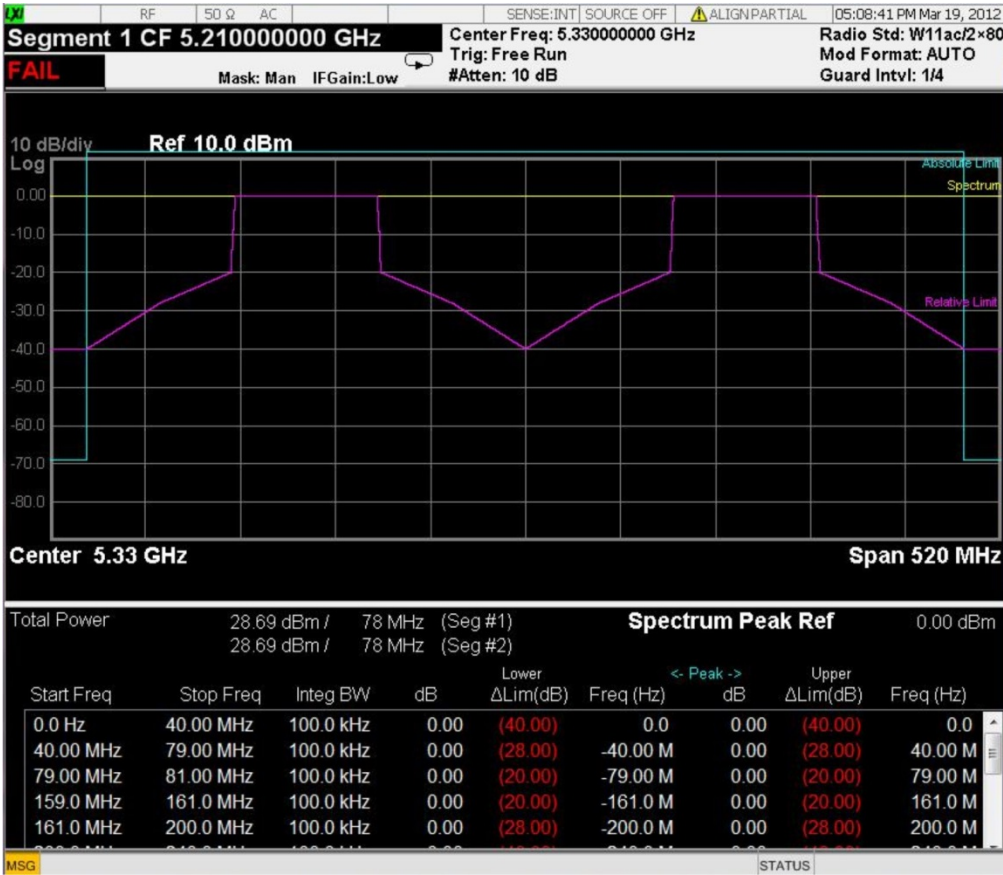 LXI RF 50 Ω AC SENSE:INT SOURCE OFF ALIGN PARTIAL 05:08:41 PM Mar 19, 2012
Segment 1 CF 5.210000000 GHz
Center Freq: 5.330000000 GHz
Radio Std: W11ac/2×80
Trig: Free Run
Mod Format: AUTO
FAIL
Mask: Man IFGain:Low
#Atten: 10 dB
Guard Intvl: 1/4
10 dB/div Ref 10.0 dBm
Log
Absolute Limit
Spectrum
0.00
-10.0
-20.0
-30.0
Relative Limit
-40.0
-50.0
-60.0
-70.0
-80.0
Center 5.33 GHz Span 520 MHz
Total Power 28.69 dBm / 78 MHz (Seg #1) Spectrum Peak Ref 0.00 dBm
28.69 dBm / 78 MHz (Seg #2)
Lower <- Peak -> Upper
Start Freq Stop Freq Integ BW dB ΔLim(dB) Freq (Hz) dB ΔLim(dB) Freq (Hz)
0.0 Hz 40.00 MHz 100.0 kHz 0.00 (40.00) 0.0 0.00 (40.00) 0.0
40.00 MHz 79.00 MHz 100.0 kHz 0.00 (28.00) -40.00 M 0.00 (28.00) 40.00 M
79.00 MHz 81.00 MHz 100.0 kHz 0.00 (20.00) -79.00 M 0.00 (20.00) 79.00 M
159.0 MHz 161.0 MHz 100.0 kHz 0.00 (20.00) -161.0 M 0.00 (20.00) 161.0 M
161.0 MHz 200.0 MHz 100.0 kHz 0.00 (28.00) -200.0 M 0.00 (28.00) 200.0 M
MSG STATUS